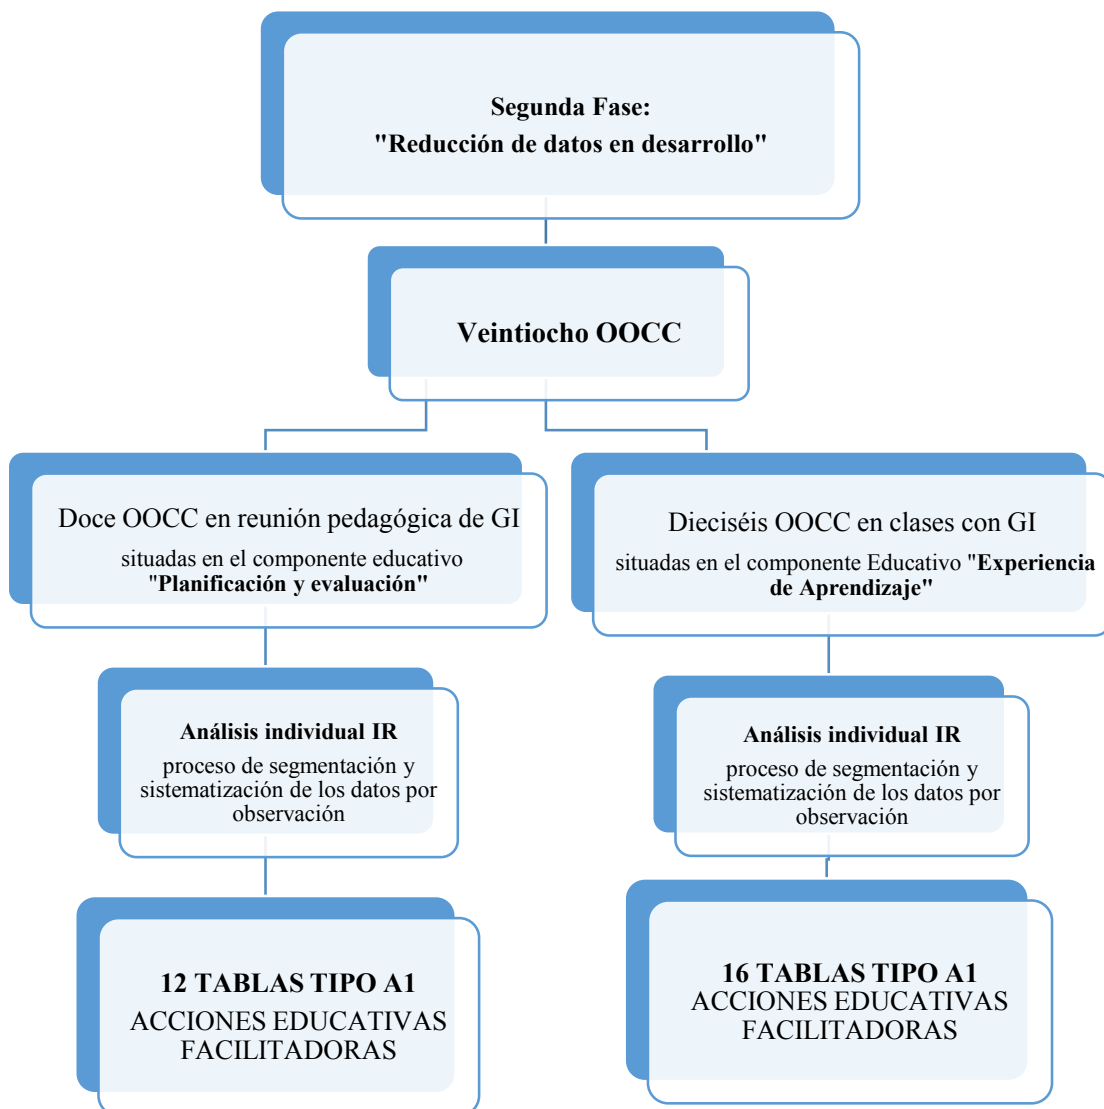 Segunda Fase:
"Reducción de datos en desarrollo"
Veintiocho OOCC
Doce OOCC en reunión pedagógica de GI
situadas en el componente educativo
"Planificación y evaluación"
Dieciséis OOCC en clases con GI
situadas en el componente Educativo "Experiencia
de Aprendizaje"
Análisis individual IR
proceso de segmentación y
sistematización de los datos por
observación
Análisis individual IR
proceso de segmentación y
sistematización de los datos por
observación
12 TABLAS TIPO A1
ACCIONES EDUCATIVAS
FACILITADORAS
16 TABLAS TIPO A1
ACCIONES EDUCATIVAS
FACILITADORAS